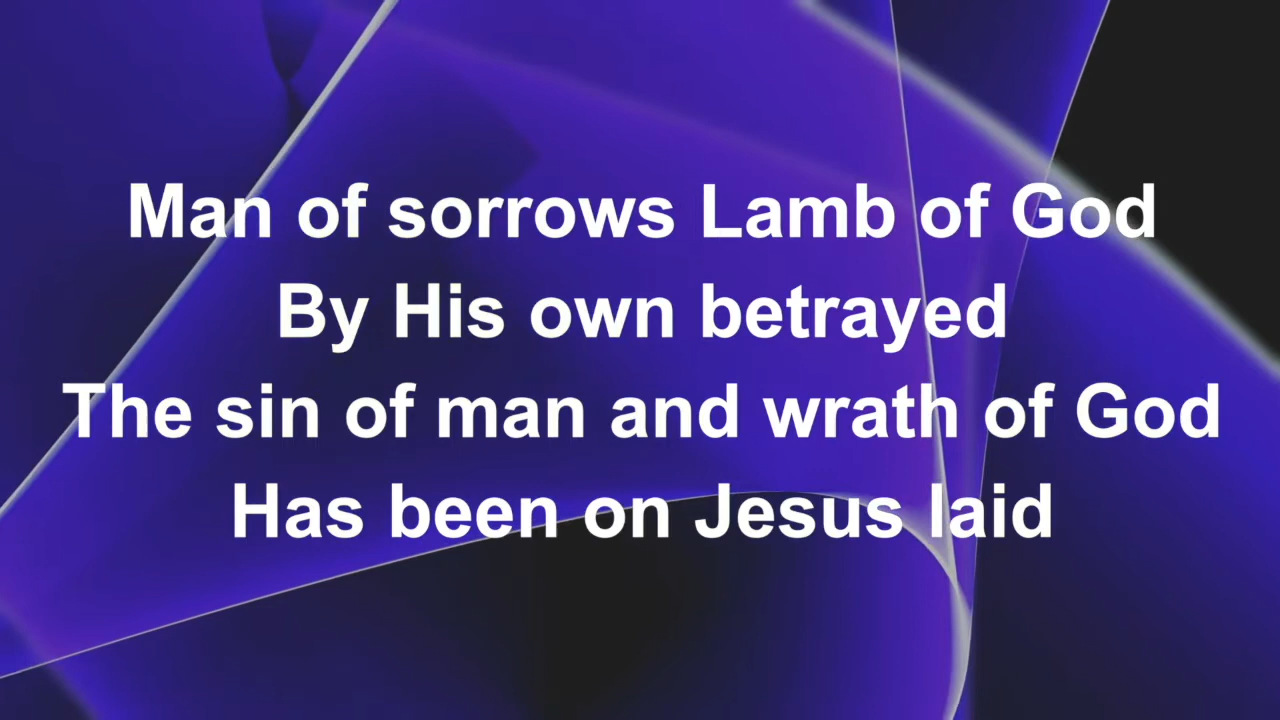 Man of sorrows Lamb of God
By His own betrayed
The sin of man and wrath of God
Has been on Jesus laid